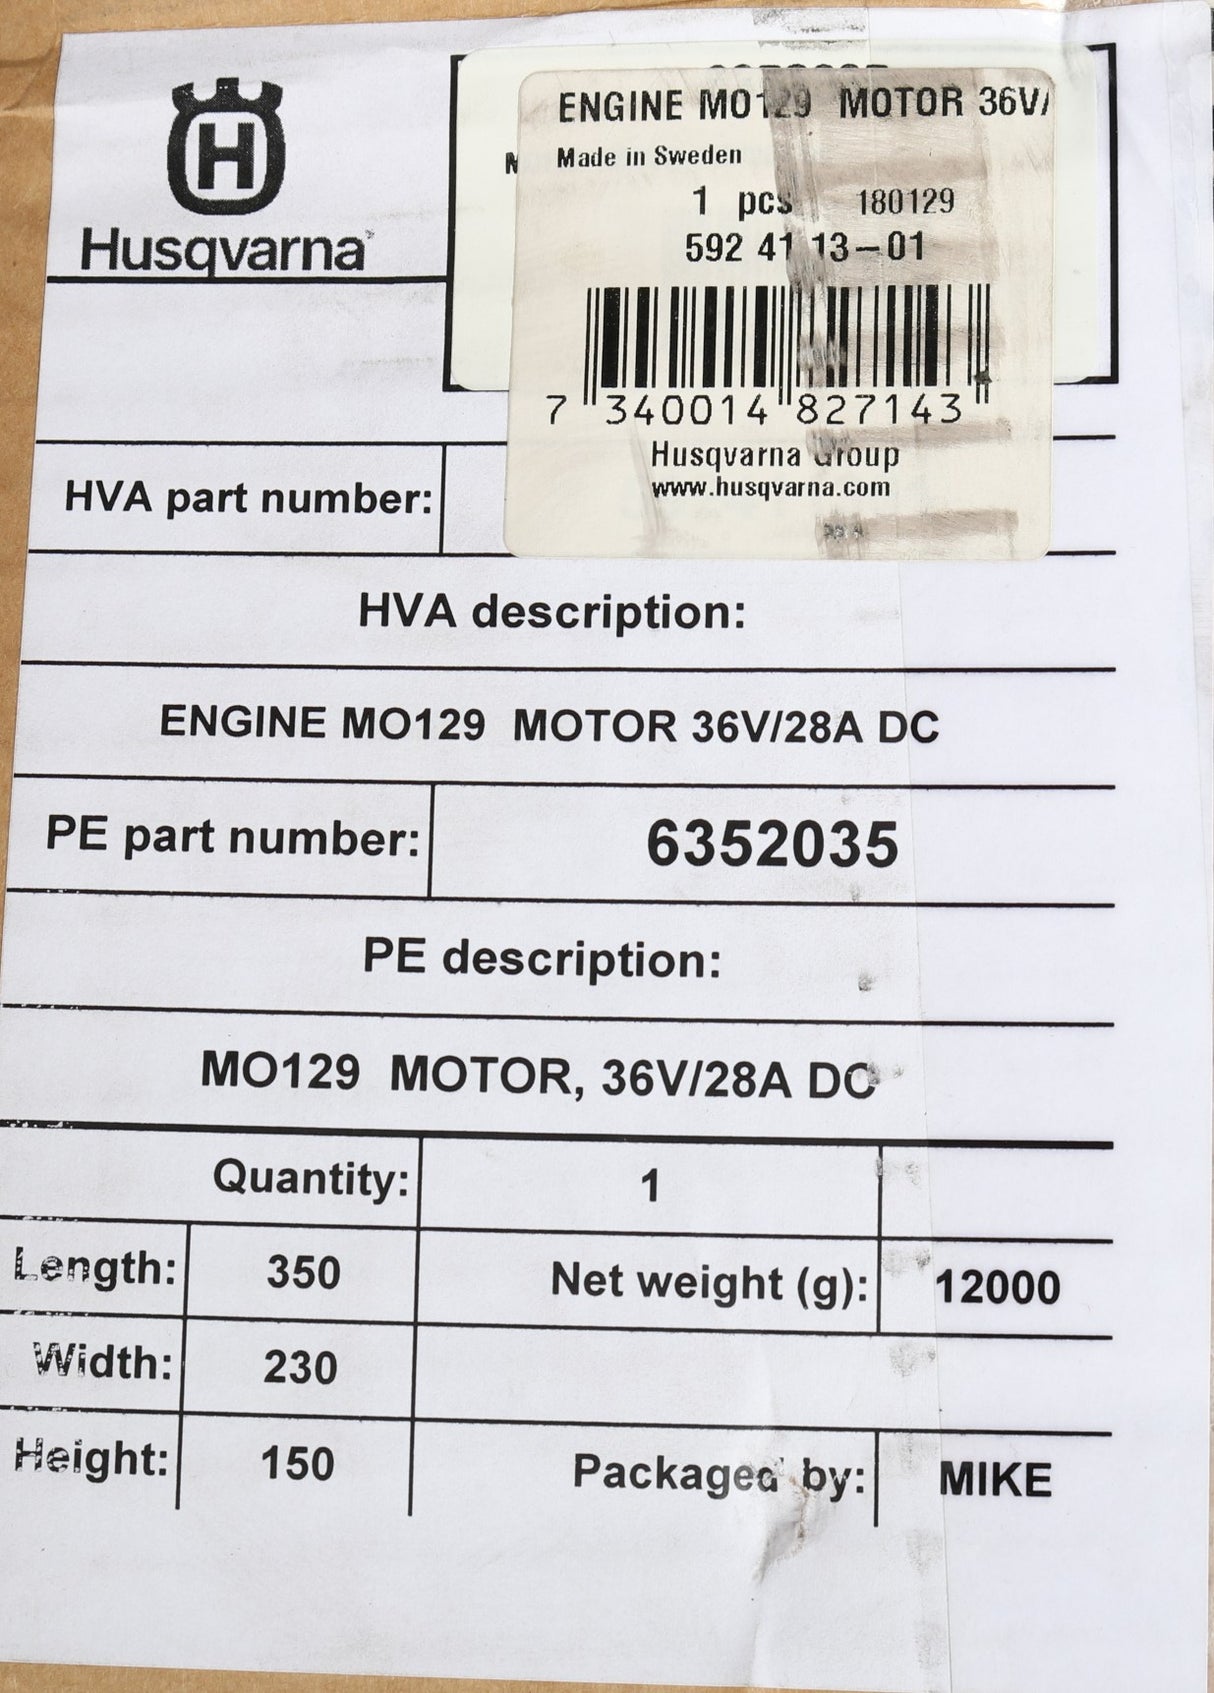 Husqvarna
ENGINE MO129 MOTOR 36V/
Made in Sweden
1 pcs 180129
592 41 13-01
7 340014 827143
Husqvarna Group
www.husqvarna.com
HVA part number:
HVA description:
ENGINE MO129 MOTOR 36V/28A DC
PE part number: 6352035
PE description:
MO129 MOTOR, 36V/28A DC
Quantity: 1
Length: 350 Net weight (g): 12000
Width: 230
Height: 150 Packaged by: MIKE